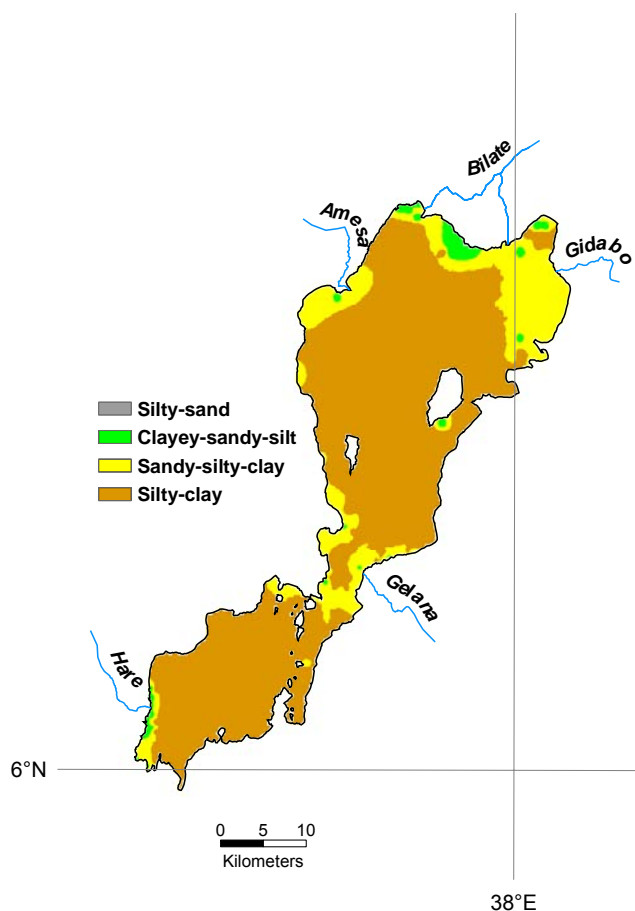 Bilate
Amesa
Gidabo
Silty-sand
Clayey-sandy-silt
Sandy-silty-clay
Silty-clay
Gelana
Hare
6°N
0 5 10
Kilometers
38°E